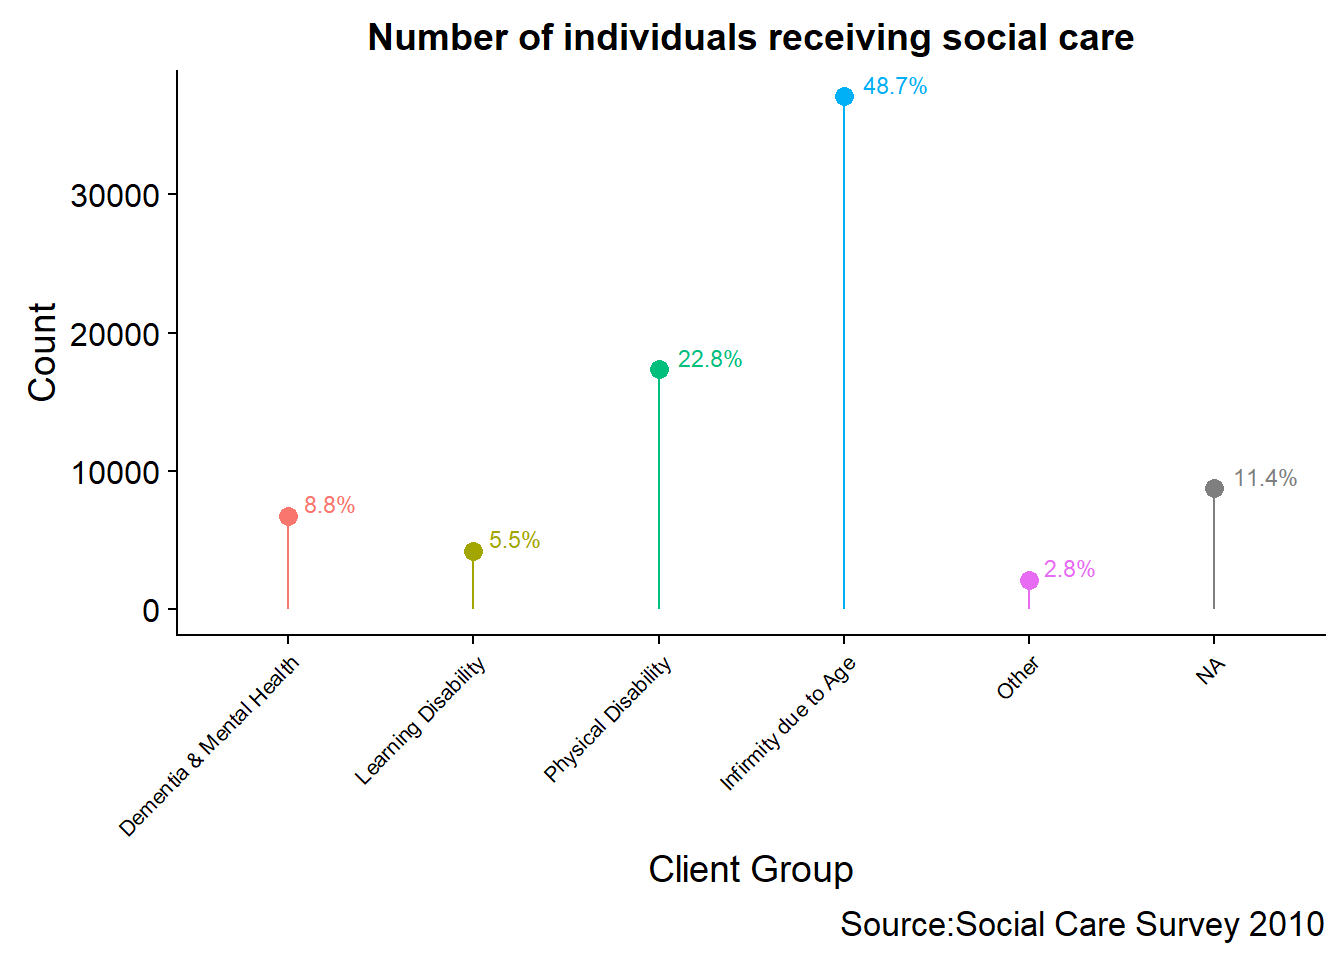 Number of individuals receiving social care
48.7%
30000
Count
20000
22.8%
10000
11.4%
8.8%
5.5%
2.8%
0
Dementia & Mental Health
Learning Disability
Physical Disability
Infirmity due to Age
Other
NA
Client Group
Source:Social Care Survey 2010